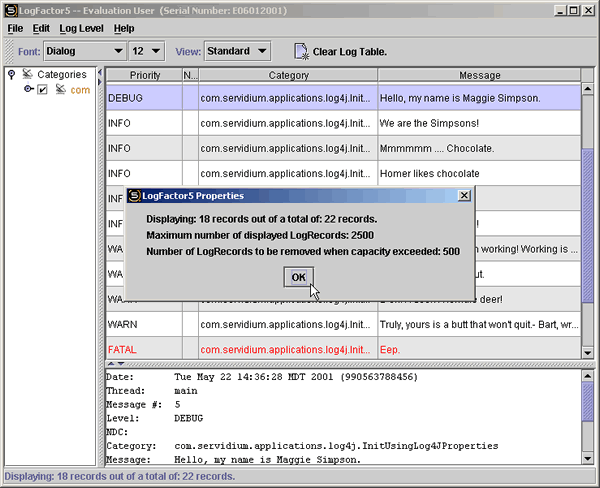 LogFactor5 -- Evaluation User (Serial Number: E06012001)
File Edit Log Level Help
Font: Dialog 12 View: Standard Clear Log Table.
Categories
com
Priority N... Category Message
DEBUG com.servidium.applications.log4j.Init... Hello, my name is Maggie Simpson.
INFO com.servidium.applications.log4j.Init... We are the Simpsons!
INFO com.servidium.applications.log4j.Init... Mmmmmm .... Chocolate.
INFO com.servidium.applications.log4j.Init... Homer likes chocolate
LogFactor5 Properties
Displaying: 18 records out of a total of: 22 records.
Maximum number of displayed LogRecords: 2500
Number of LogRecords to be removed when capacity exceeded: 500
OK
working! Working is ...
deer!
WARN com.servidium.applications.log4j.Init... Truly, yours is a butt that won't quit.- Bart, wr...
FATAL com.servidium.applications.log4j.Init... Eep.
Date: Tue May 22 14:36:28 MDT 2001 (990563788456)
Thread: main
Message #: 5
Level: DEBUG
NDC:
Category: com.servidium.applications.log4j.InitUsingLog4JProperties
Message: Hello, my name is Maggie Simpson.
Displaying: 18 records out of a total of: 22 records.